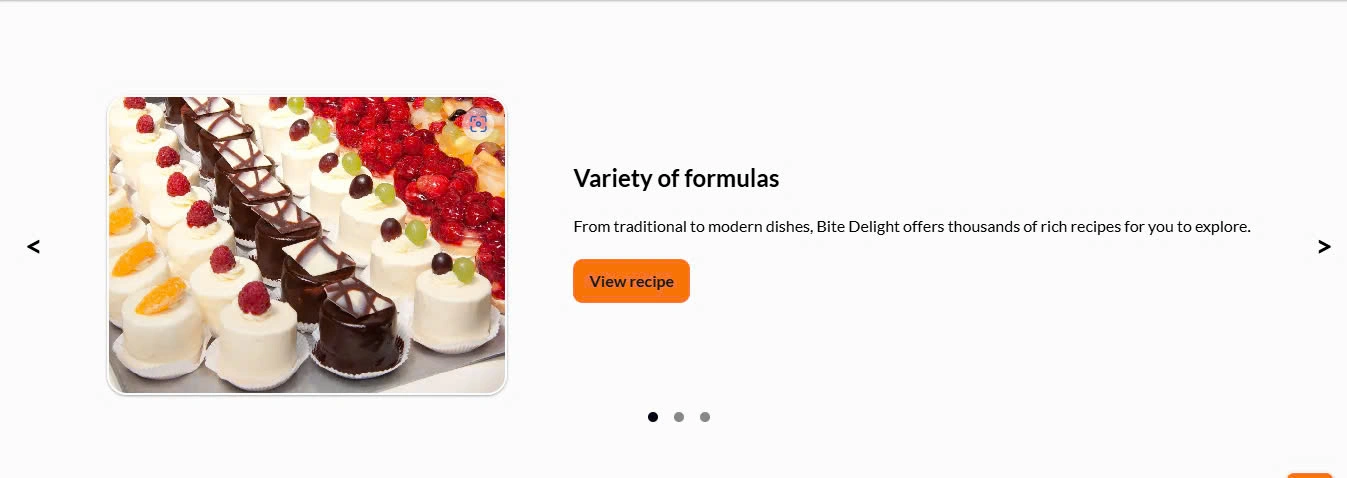 Variety of formulas
From traditional to modern dishes, Bite Delight offers thousands of rich recipes for you to explore.
<
>
View recipe